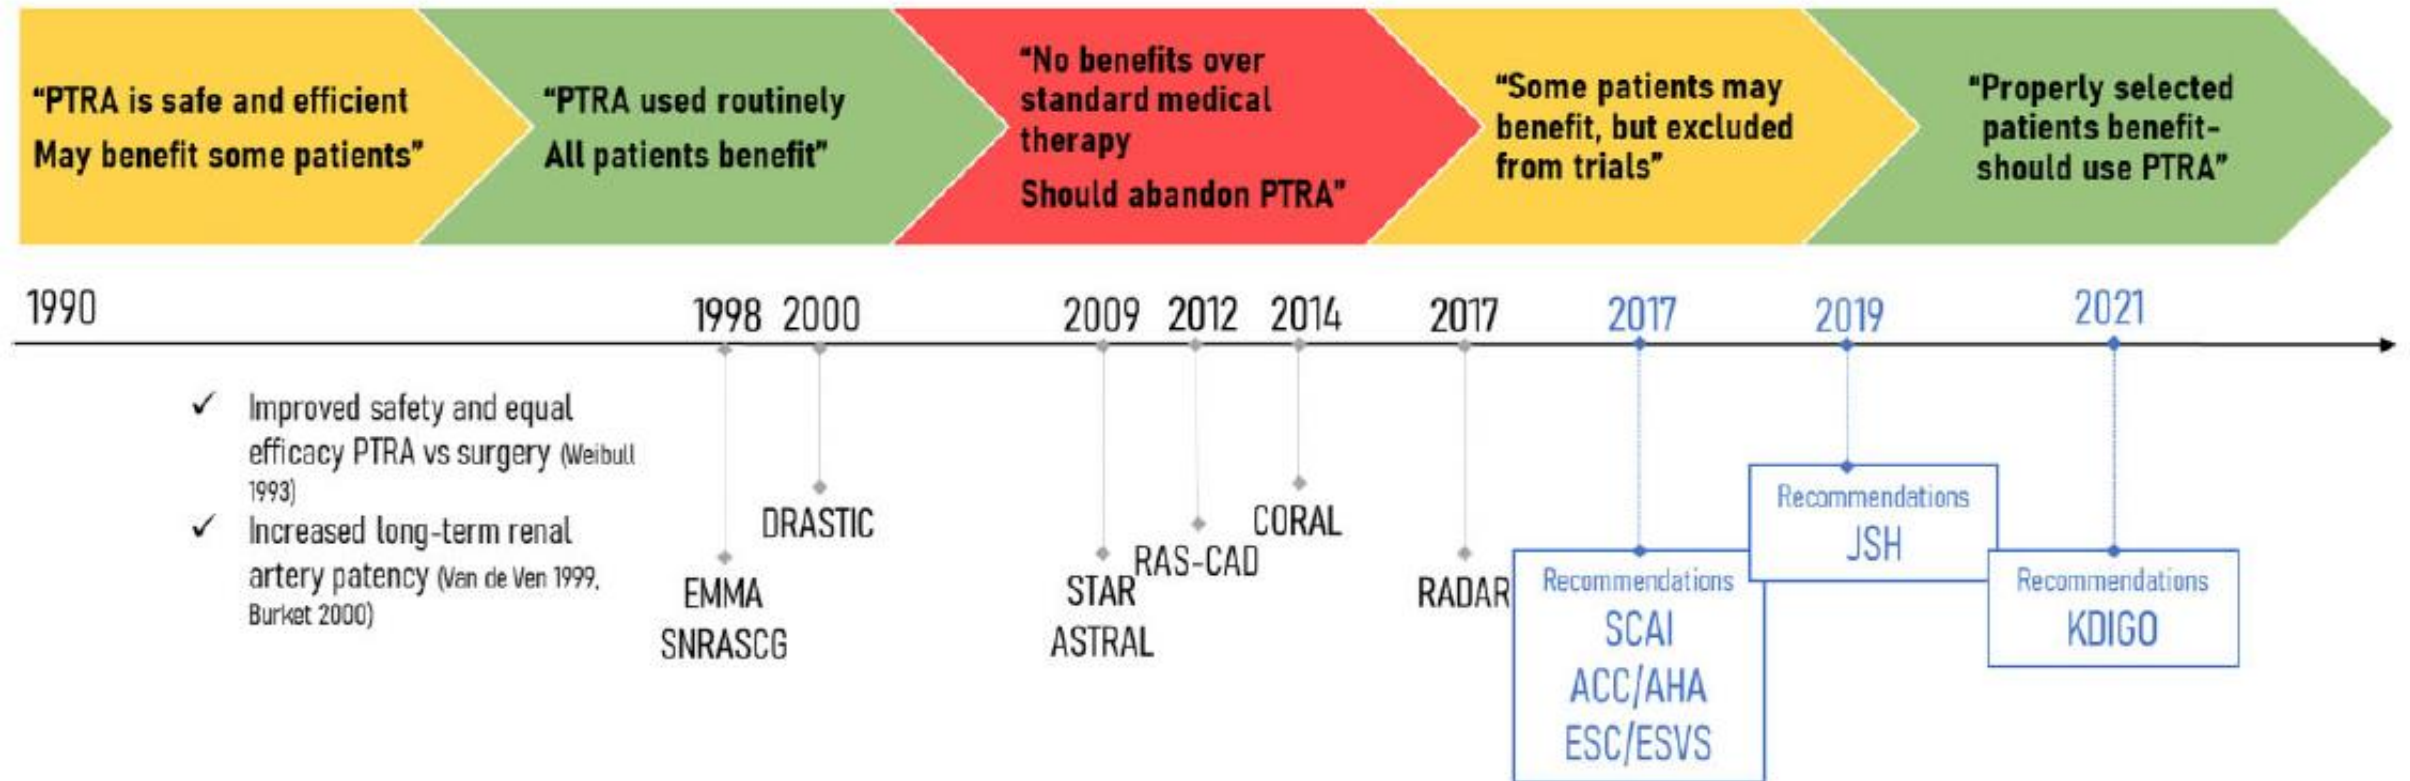 “PTRA is safe and efficient
May benefit some patients”
“PTRA used routinely
All patients benefit”
“No benefits over
standard medical
therapy
Should abandon PTRA”
“Some patients may
benefit, but excluded
from trials”
“Properly selected
patients benefit-
should use PTRA”
1990
1998
2000
2009
2012
2014
2017
2017
2019
2021
✓ Improved safety and equal
efficacy PTRA vs surgery (Weibull
1993)
✓ Increased long-term renal
artery patency (Van de Ven 1999,
Burket 2000)
EMMA
SNRASCG
DRASTIC
STAR
ASTRAL
RAS-CAD
CORAL
RADAR
Recommendations
SCAI
ACC/AHA
ESC/ESVS
Recommendations
JSH
Recommendations
KDIGO